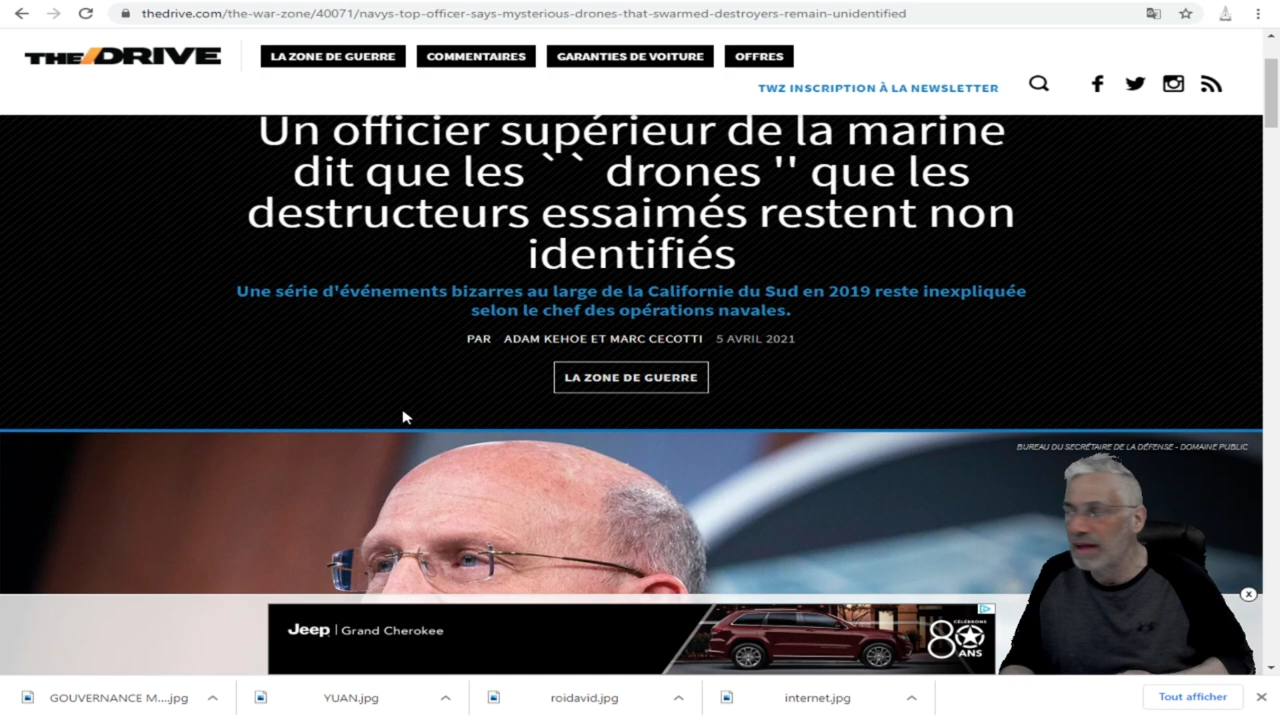 thedrive.com/the-war-zone/40071/navys-top-officer-says-mysterious-drones-that-swarmed-destroyers-remain-unidentified
THE/DRIVE
LA ZONE DE GUERRE
COMMENTAIRES
GARANTIES DE VOITURE
OFFRES
TWZ INSCRIPTION À LA NEWSLETTER
Un officier supérieur de la marine
dit que les `` drones '' que les
destructeurs essaimés restent non
identifiés
Une série d'événements bizarres au large de la Californie du Sud en 2019 reste inexpliquée
selon le chef des opérations navales.
PAR ADAM KEHOE ET MARC CECOTTI 5 AVRIL 2021
LA ZONE DE GUERRE
BUREAU DU SECRÉTAIRE DE LA DÉFENSE - DOMAINE PUBLIC
Jeep | Grand Cherokee
CÉLÉBRONS
80
ANS
GOUVERNANCE M....jpg
YUAN.jpg
roidavid.jpg
internet.jpg
Tout afficher